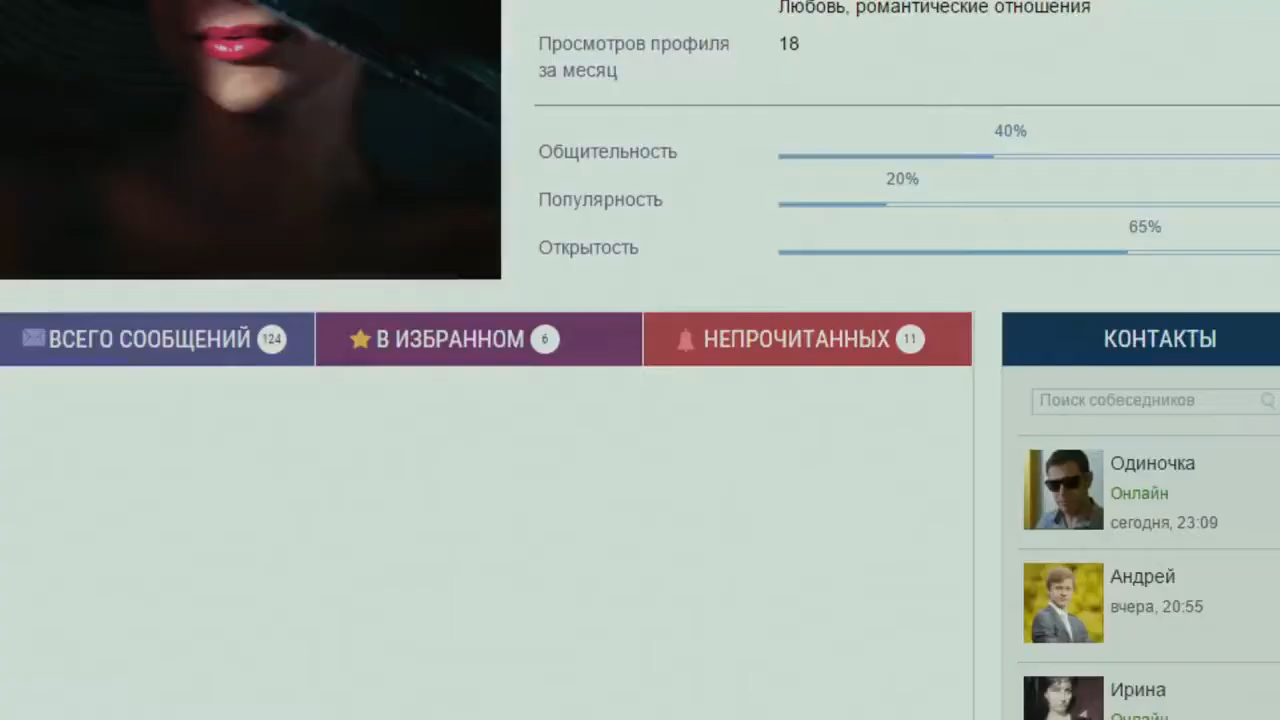 Любовь, романтические отношения
Просмотров профиля
за месяц
18
Общительность
40%
Популярность
20%
Открытость
65%
ВСЕГО СООБЩЕНИЙ 124
В ИЗБРАННОМ 6
НЕПРОЧИТАННЫХ 11
КОНТАКТЫ
Поиск собеседников
Одиночка
Онлайн
сегодня, 23:09
Андрей
вчера, 20:55
Ирина
Онлайн